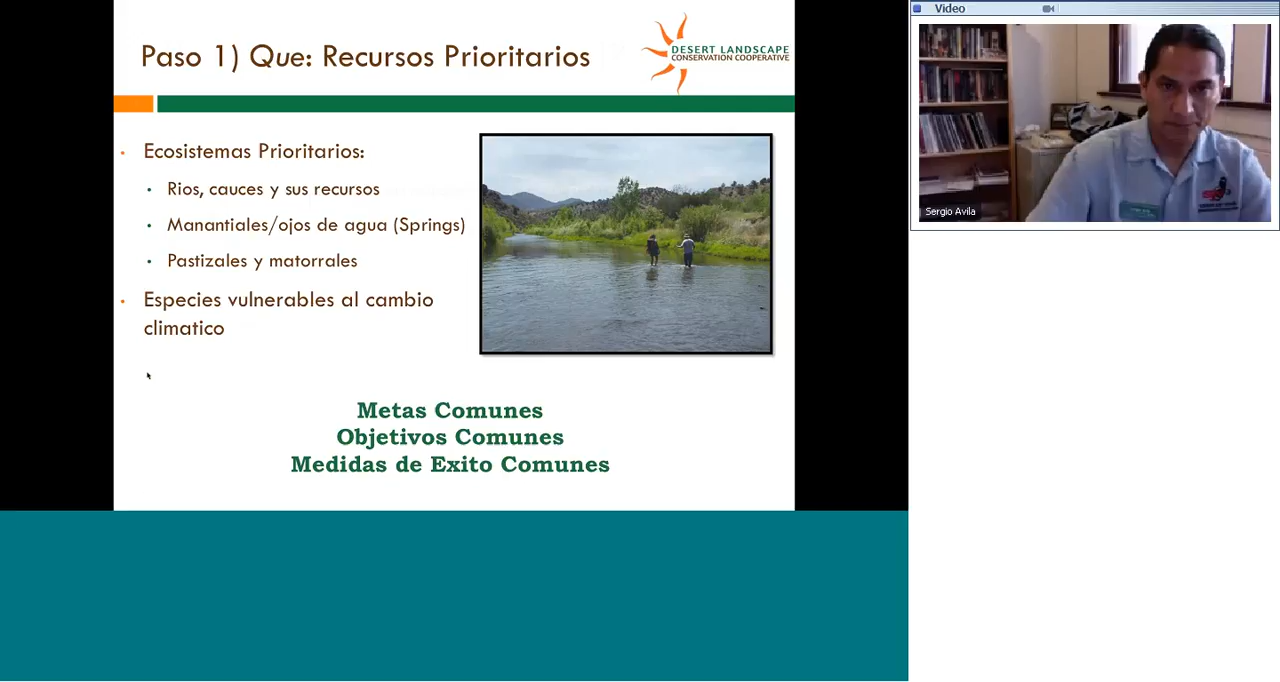 Paso 1) Que: Recursos Prioritarios
DESERT LANDSCAPE
CONSERVATION COOPERATIVE
Ecosistemas Prioritarios:
Rios, cauces y sus recursos
Manantiales/ojos de agua (Springs)
Pastizales y matorrales
Especies vulnerables al cambio
climatico
Metas Comunes
Objetivos Comunes
Medidas de Exito Comunes
Video
Sergio Avila